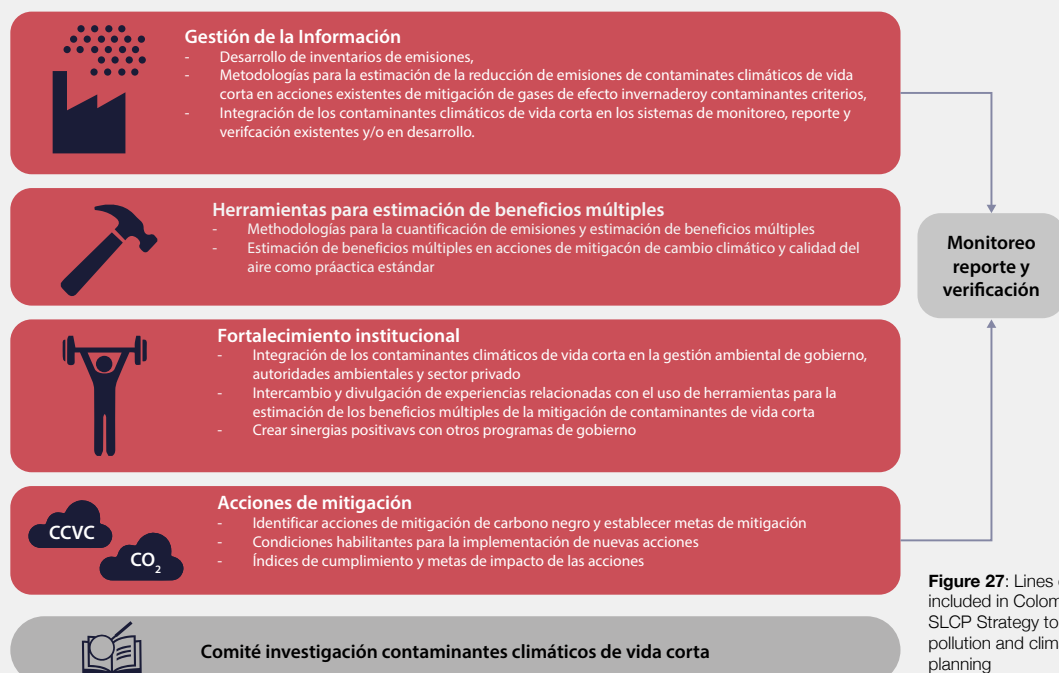 Gestión de la Información
- Desarrollo de inventarios de emisiones,
- Metodologías para la estimación de la reducción de emisiones de contaminates climáticos de vida
corta en acciones existentes de mitigación de gases de efecto invernaderoy contaminantes criterios,
- Integración de los contaminantes climáticos de vida corta en los sistemas de monitoreo, reporte y
verifcación existentes y/o en desarrollo.
Herramientas para estimación de beneficios múltiples
- Methodologías para la cuantificación de emisiones y estimación de beneficios múltiples
- Estimación de beneficios múltiples en acciones de mitigacón de cambio climático y calidad del
aire como práactica estándar
Fortalecimiento institucional
- Integración de los contaminantes climáticos de vida corta en la gestión ambiental de gobierno,
autoridades ambientales y sector privado
- Intercambio y divulgación de experiencias relacionadas con el uso de herramientas para la
estimación de los beneficios múltiples de la mitigación de contaminantes de vida corta
- Crear sinergias positivavs con otros programas de gobierno
CCVC
CO2
Acciones de mitigación
- Identificar acciones de mitigación de carbono negro y establecer metas de mitigación
- Condiciones habilitantes para la implementación de nuevas acciones
- Índices de cumplimiento y metas de impacto de las acciones
Comité investigación contaminantes climáticos de vida corta
Monitoreo
reporte y
verificación
Figure 27: Lines
included in Colom
SLCP Strategy to
pollution and clim
planning